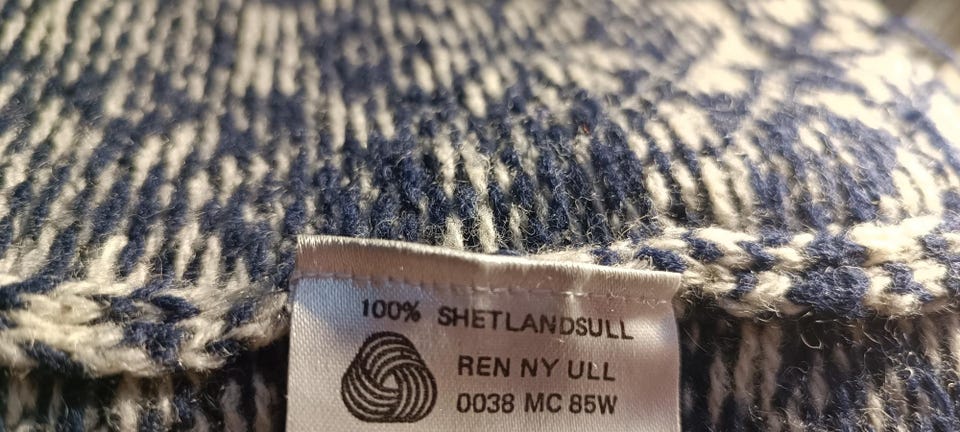 100% SHETLANDSULL
REN NY ULL
0038 MC 85W